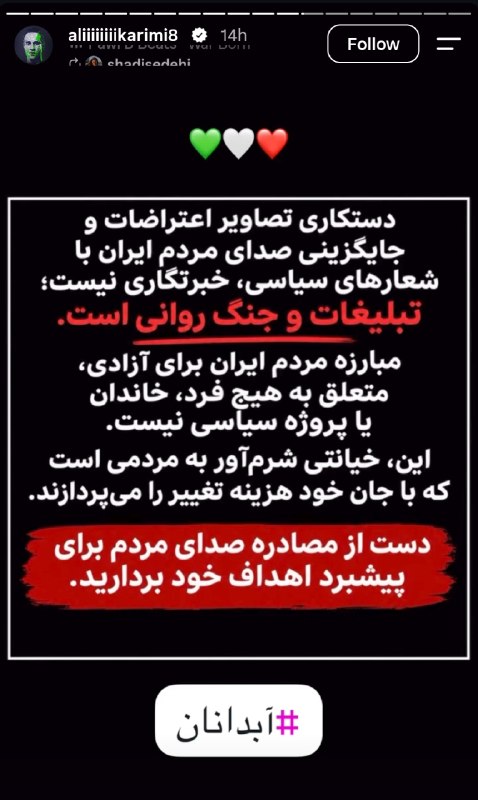 aliiiiiiiikarimi8 14h
Follow
shadisedehi
دستکاری تصاویر اعتراضات و
جایگزینی صدای مردم ایران با
شعارهای سیاسی، خبرنگاری نیست؛
تبلیغات و جنگ روانی است.
مبارزه مردم ایران برای آزادی،
متعلق به هیچ فرد، خاندان
یا پروژه سیاسی نیست.
این، خیانتی شرم‌آور به مردمی است
که با جان خود هزینه تغییر را می‌پردازند.
دست از مصادره صدای مردم برای
پیشبرد اهداف خود بردارید.
#آبدانان